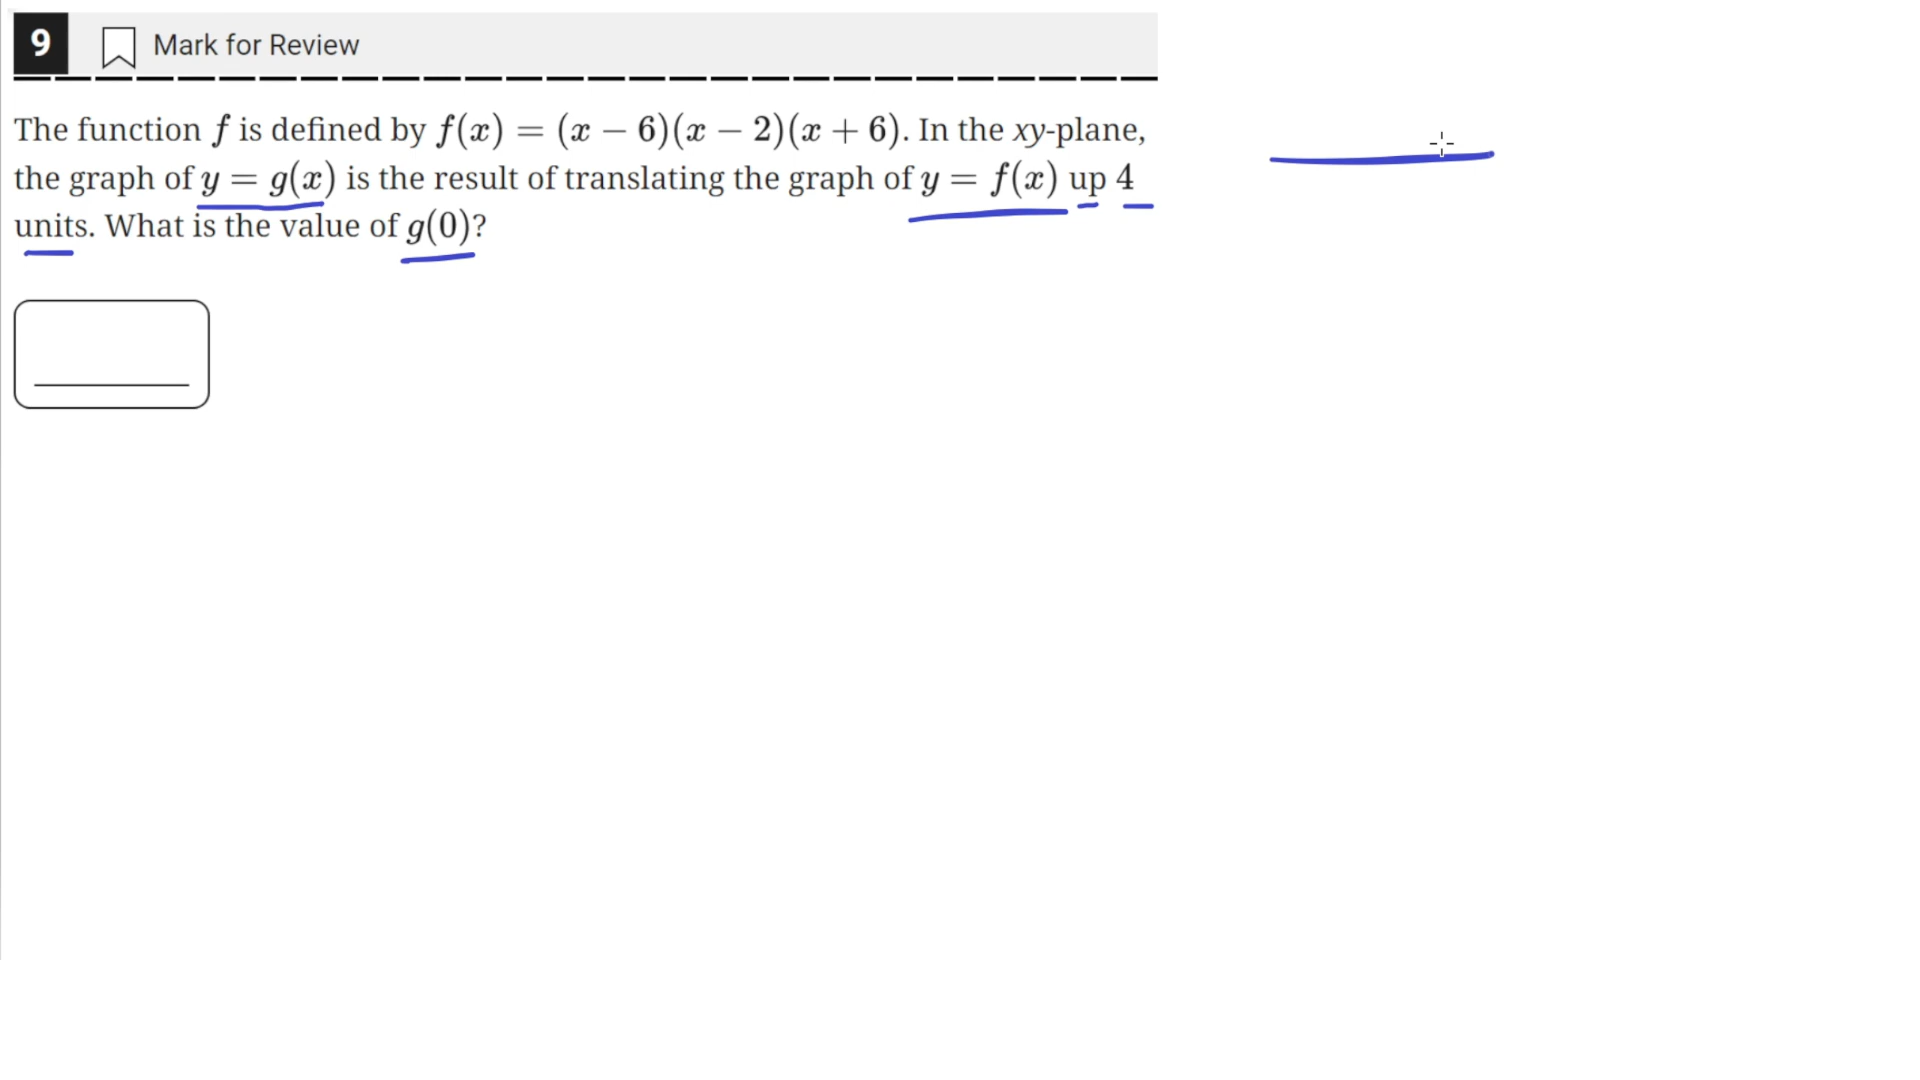 9 Mark for Review
The function f is defined by f(x) = (x − 6)(x − 2)(x + 6). In the xy-plane,
the graph of y = g(x) is the result of translating the graph of y = f(x) up 4
units. What is the value of g(0)?